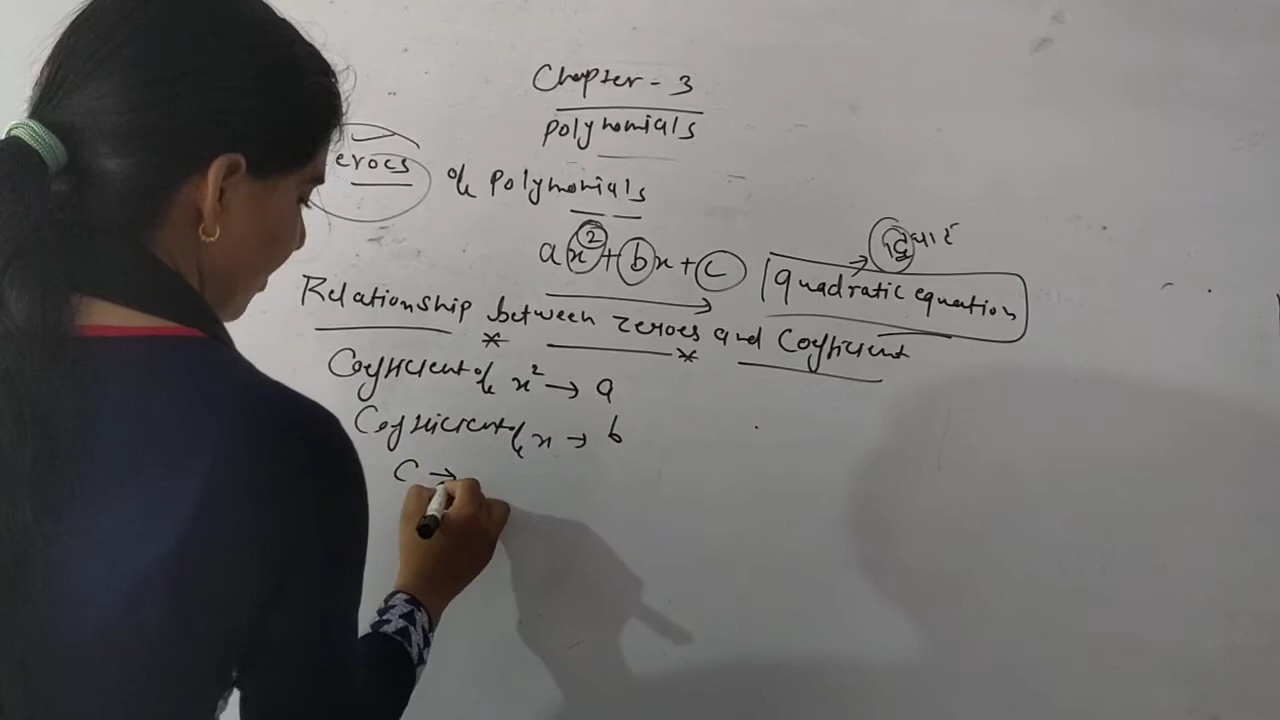 Chapter - 3
Polynomials
eroes of Polynomials
ax²+bx+c quadratic equation
Relationship between zeroes and Coefficient
Coefficient of x² → a
Coefficient of x → b
C →